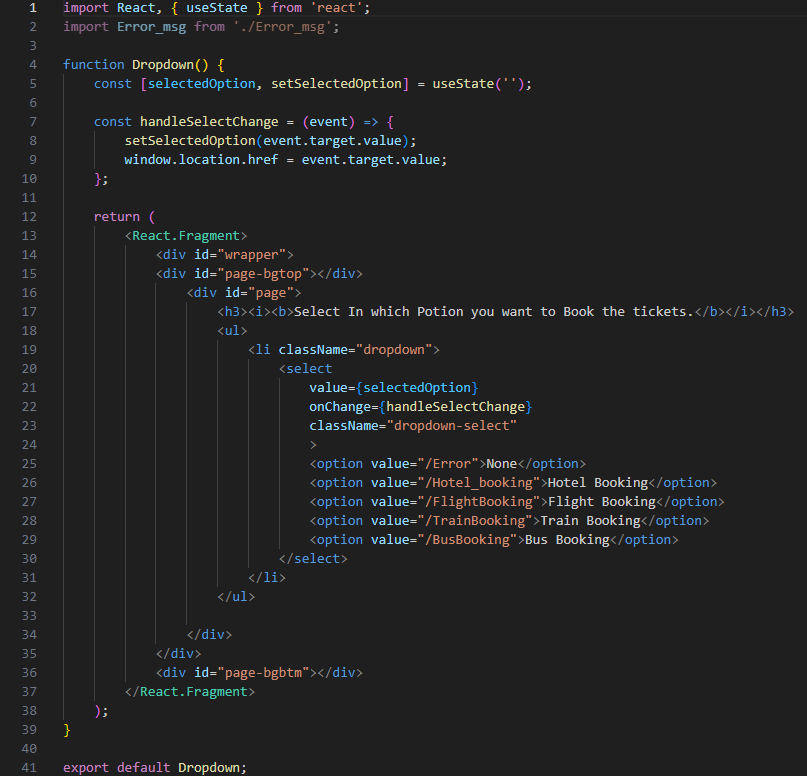 1 import React, { useState } from 'react';
2 import Error_msg from './Error_msg';
3
4 function Dropdown() {
5     const [selectedOption, setSelectedOption] = useState('');
6
7     const handleSelectChange = (event) => {
8         setSelectedOption(event.target.value);
9         window.location.href = event.target.value;
10     };
11
12     return (
13         <React.Fragment>
14             <div id="wrapper">
15             <div id="page-bgtop"></div>
16                 <div id="page">
17                     <h3><i><b>Select In which Potion you want to Book the tickets.</b></i></h3>
18                     <ul>
19                         <li className="dropdown">
20                             <select
21                                 value={selectedOption}
22                                 onChange={handleSelectChange}
23                                 className="dropdown-select"
24                                 >
25                                 <option value="/Error">None</option>
26                                 <option value="/Hotel_booking">Hotel Booking</option>
27                                 <option value="/FlightBooking">Flight Booking</option>
28                                 <option value="/TrainBooking">Train Booking</option>
29                                 <option value="/BusBooking">Bus Booking</option>
30                             </select>
31                         </li>
32                     </ul>
33
34                 </div>
35             </div>
36             <div id="page-bgbtm"></div>
37         </React.Fragment>
38     );
39 }
40
41 export default Dropdown;